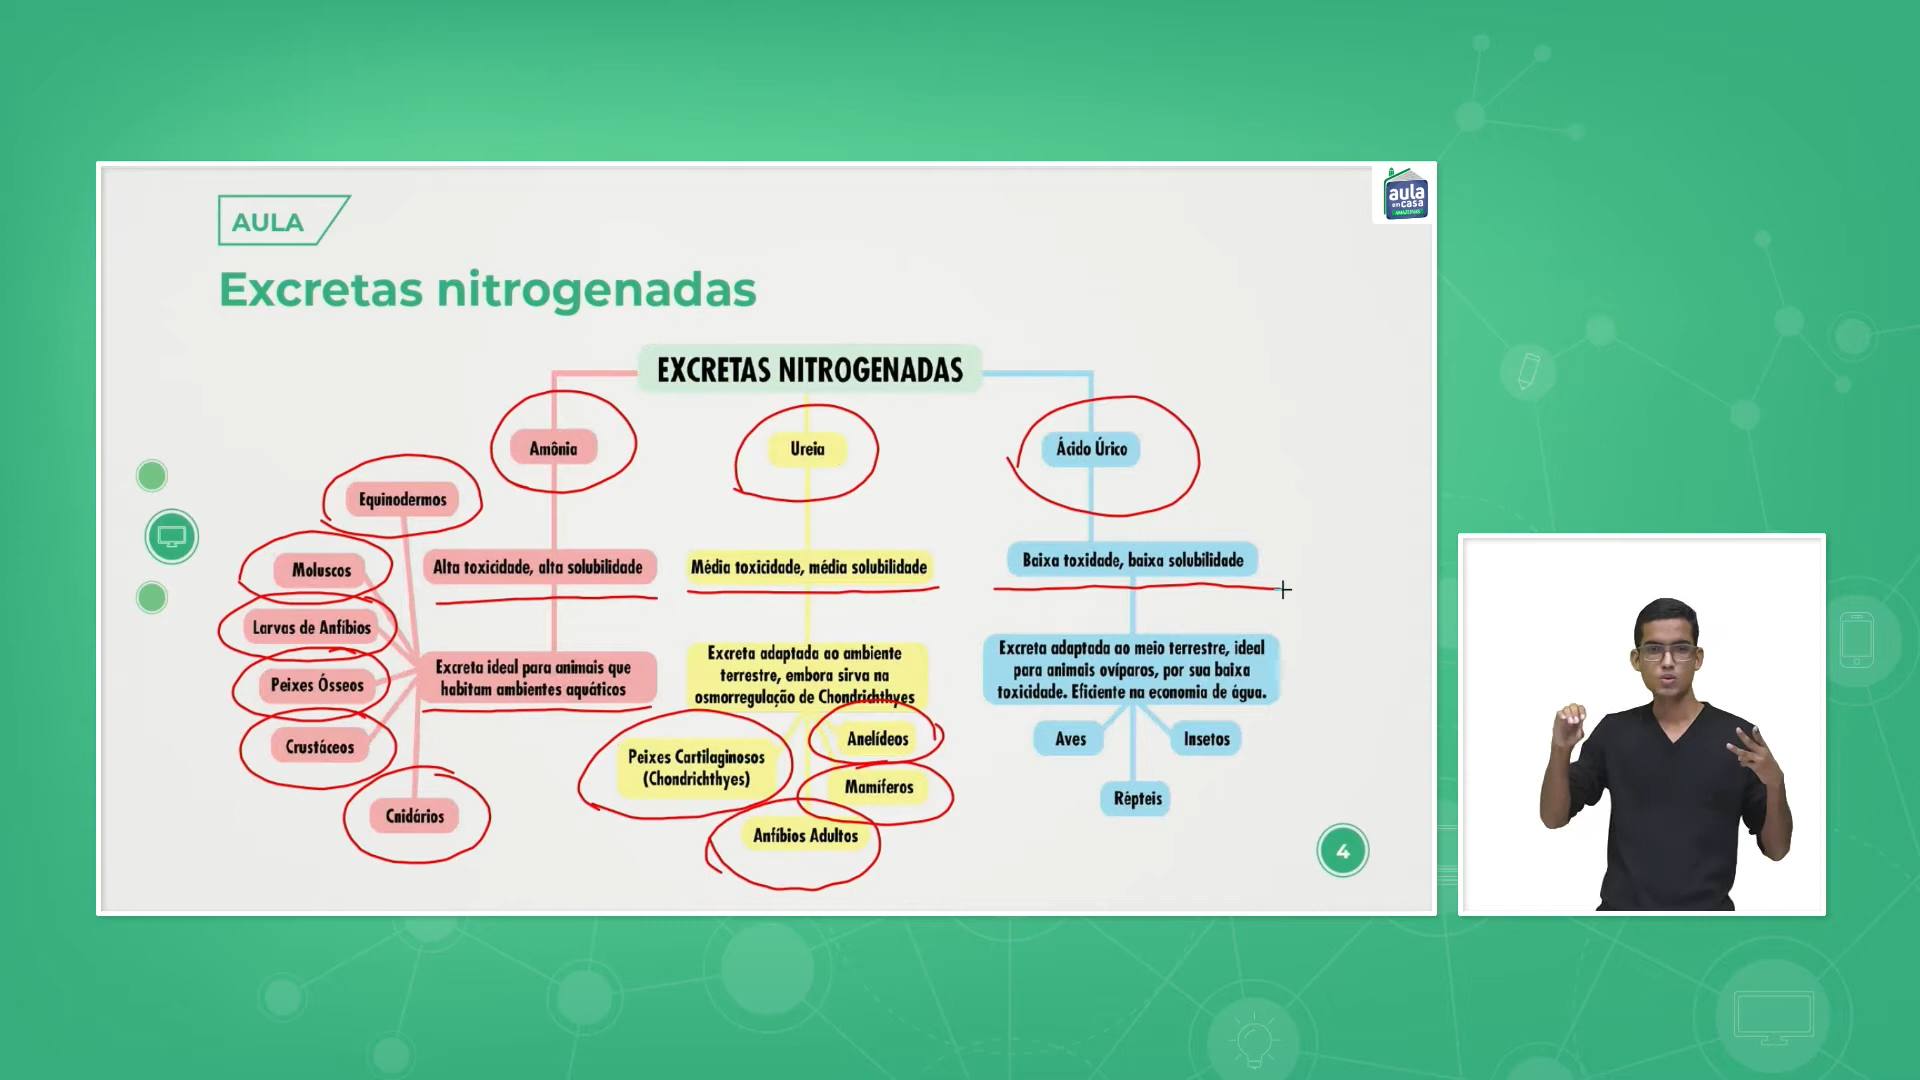 aula
em casa
AMAZONAS
AULA
Excretas nitrogenadas
EXCRETAS NITROGENADAS
Amônia
Ureia
Ácido Úrico
Equinodermos
Moluscos
Larvas de Anfíbios
Peixes Ósseos
Crustáceos
Cnidários
Alta toxicidade, alta solubilidade
Excreta ideal para animais que
habitam ambientes aquáticos
Média toxicidade, média solubilidade
Excreta adaptada ao ambiente
terrestre, embora sirva na
osmorregulação de Chondrichthyes
Peixes Cartilaginosos
(Chondrichthyes)
Anelídeos
Mamíferos
Anfíbios Adultos
Baixa toxidade, baixa solubilidade
Excreta adaptada ao meio terrestre, ideal
para animais ovíparos, por sua baixa
toxicidade. Eficiente na economia de água.
Aves
Insetos
Répteis
4